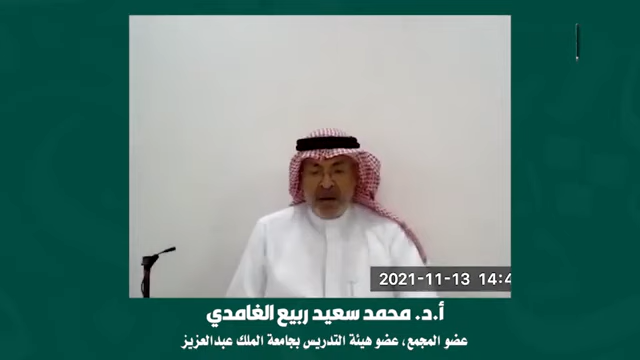 2021-11-13 14:4
أ.د. محمد سعيد ربيع الغامدي
عضو المجمع، عضو هيئة التدريس بجامعة الملك عبدالعزيز